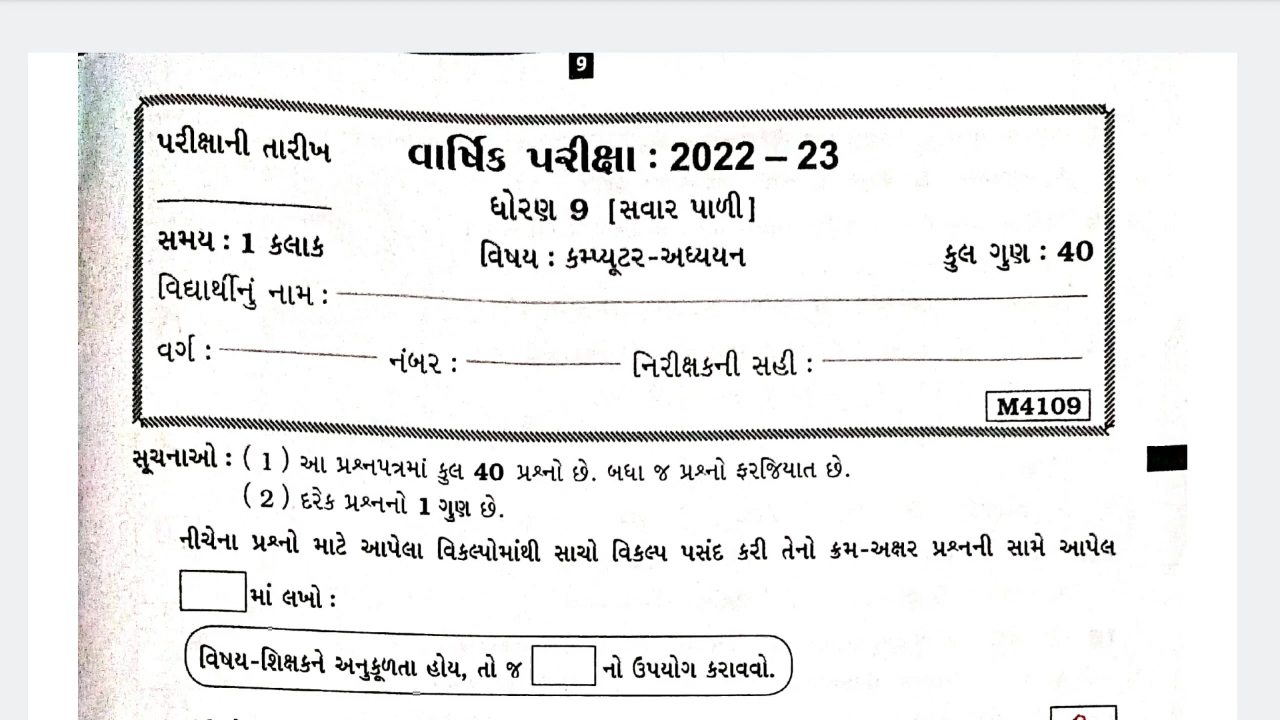 9
પરીક્ષાની તારીખ
વાર્ષિક પરીક્ષા : 2022 – 23
ધોરણ 9 [સવાર પાળી]
સમય : 1 કલાક
વિષય : કમ્પ્યૂટર-અધ્યયન
કુલ ગુણ : 40
વિદ્યાર્થીનું નામ :
વર્ગ : નંબર : નિરીક્ષકની સહી :
M4109
સૂચનાઓ : ( 1 ) આ પ્રશ્નપત્રમાં કુલ 40 પ્રશ્નો છે. બધા જ પ્રશ્નો ફરજિયાત છે.
( 2 ) દરેક પ્રશ્નનો 1 ગુણ છે.
નીચેના પ્રશ્નો માટે આપેલા વિકલ્પોમાંથી સાચો વિકલ્પ પસંદ કરી તેનો ક્રમ-અક્ષર પ્રશ્નની સામે આપેલ
માં લખો :
વિષય-શિક્ષકને અનુકૂળતા હોય, તો જ નો ઉપયોગ કરાવવો.